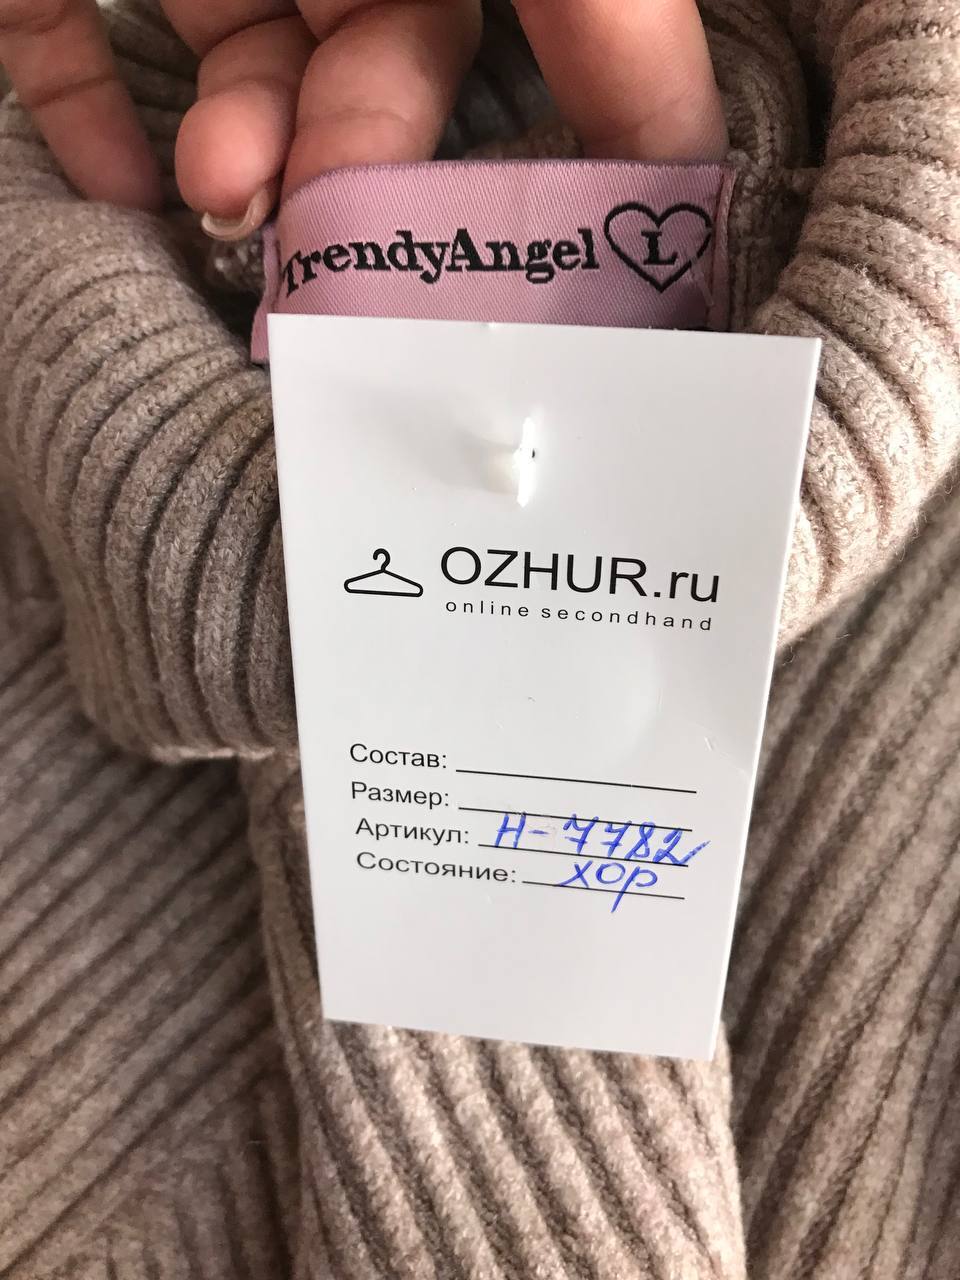 TrendyAngel L
OZHUR.ru
online secondhand
Состав:
Размер:
Артикул: Н-7782
Состояние: хор